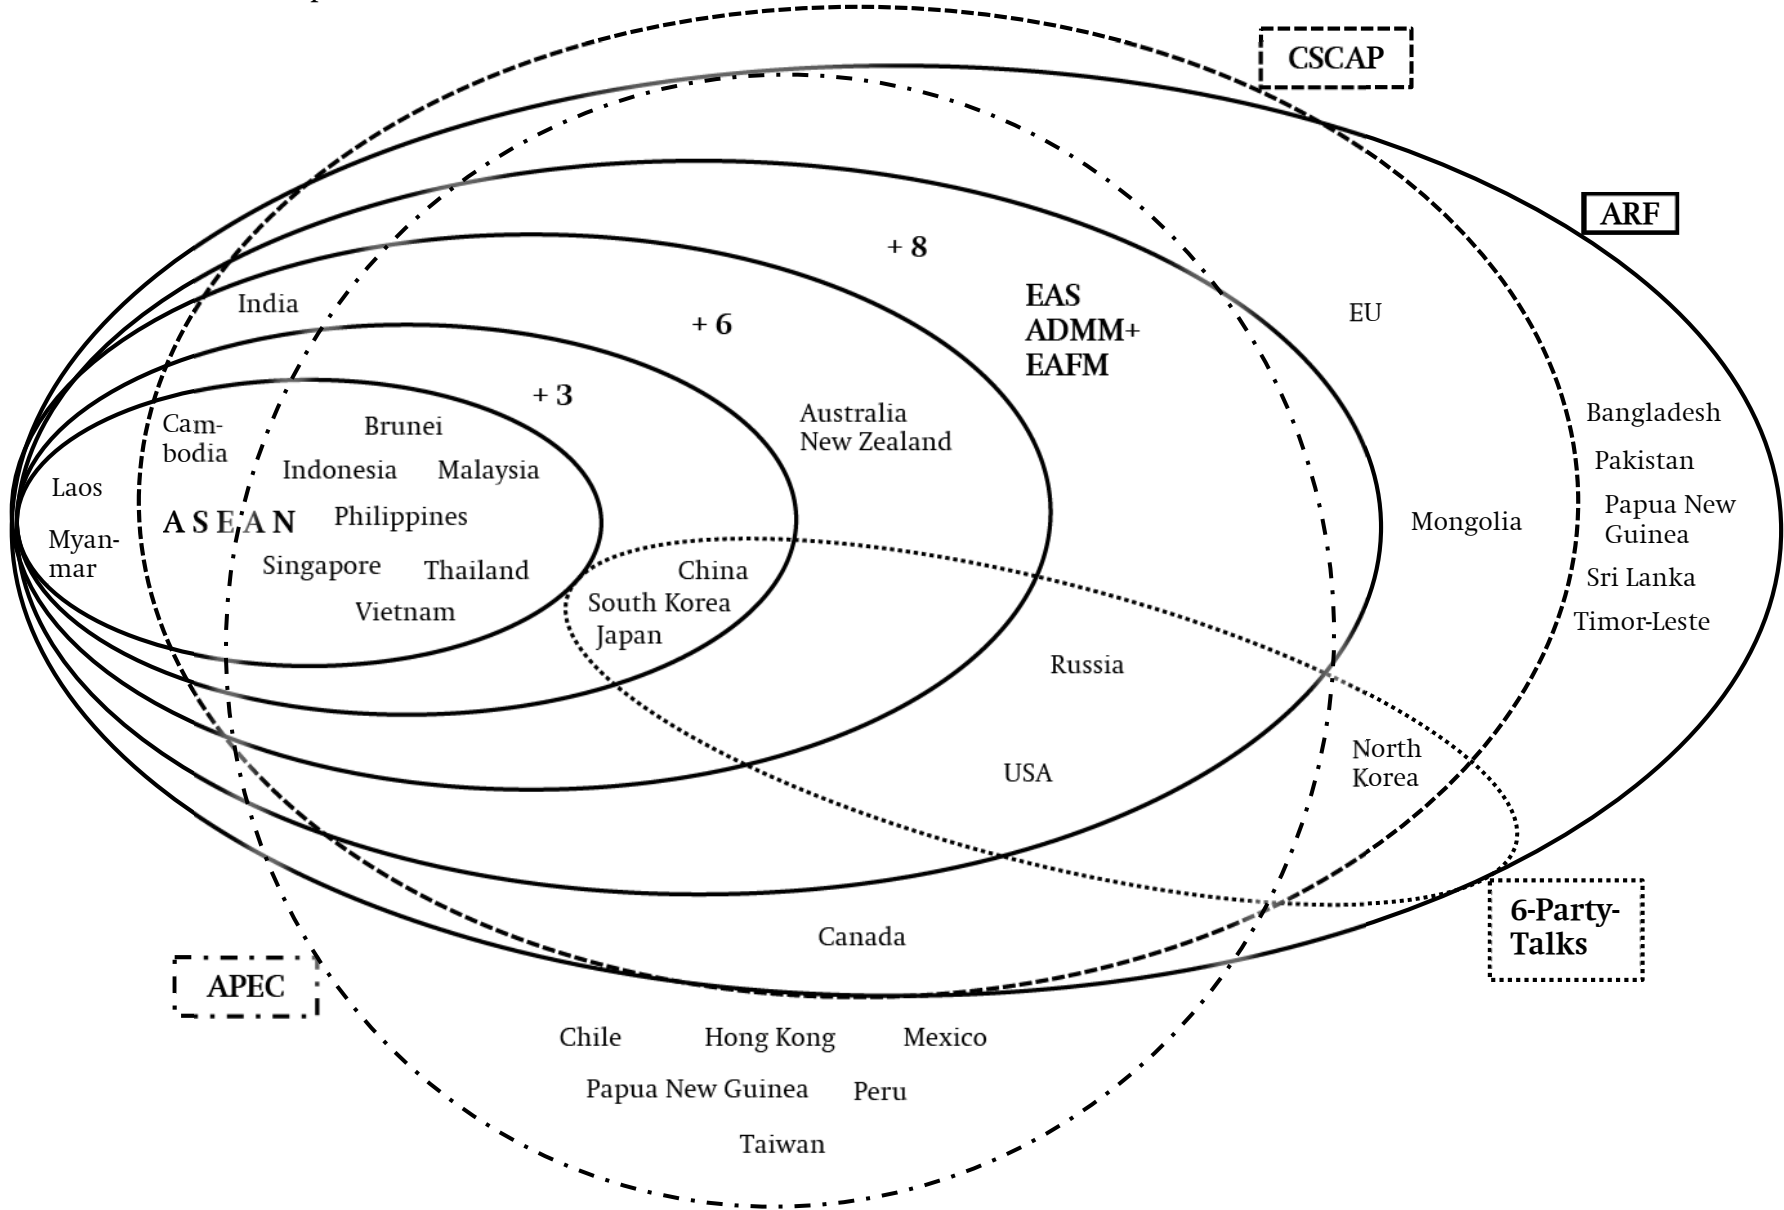 CSCAP
ARF
+ 8
EAS
ADMM+
EAFM
India
+ 6
EU
+ 3
Australia
New Zealand
Bangladesh
Cam-
bodia
Brunei
Indonesia
Malaysia
Pakistan
Laos
Papua New
Guinea
ASEAN
Philippines
Mongolia
Myan-
mar
Singapore
Thailand
China
Sri Lanka
Vietnam
South Korea
Japan
Timor-Leste
Russia
USA
North
Korea
Canada
6-Party-
Talks
APEC
Chile
Hong Kong
Mexico
Papua New Guinea
Peru
Taiwan